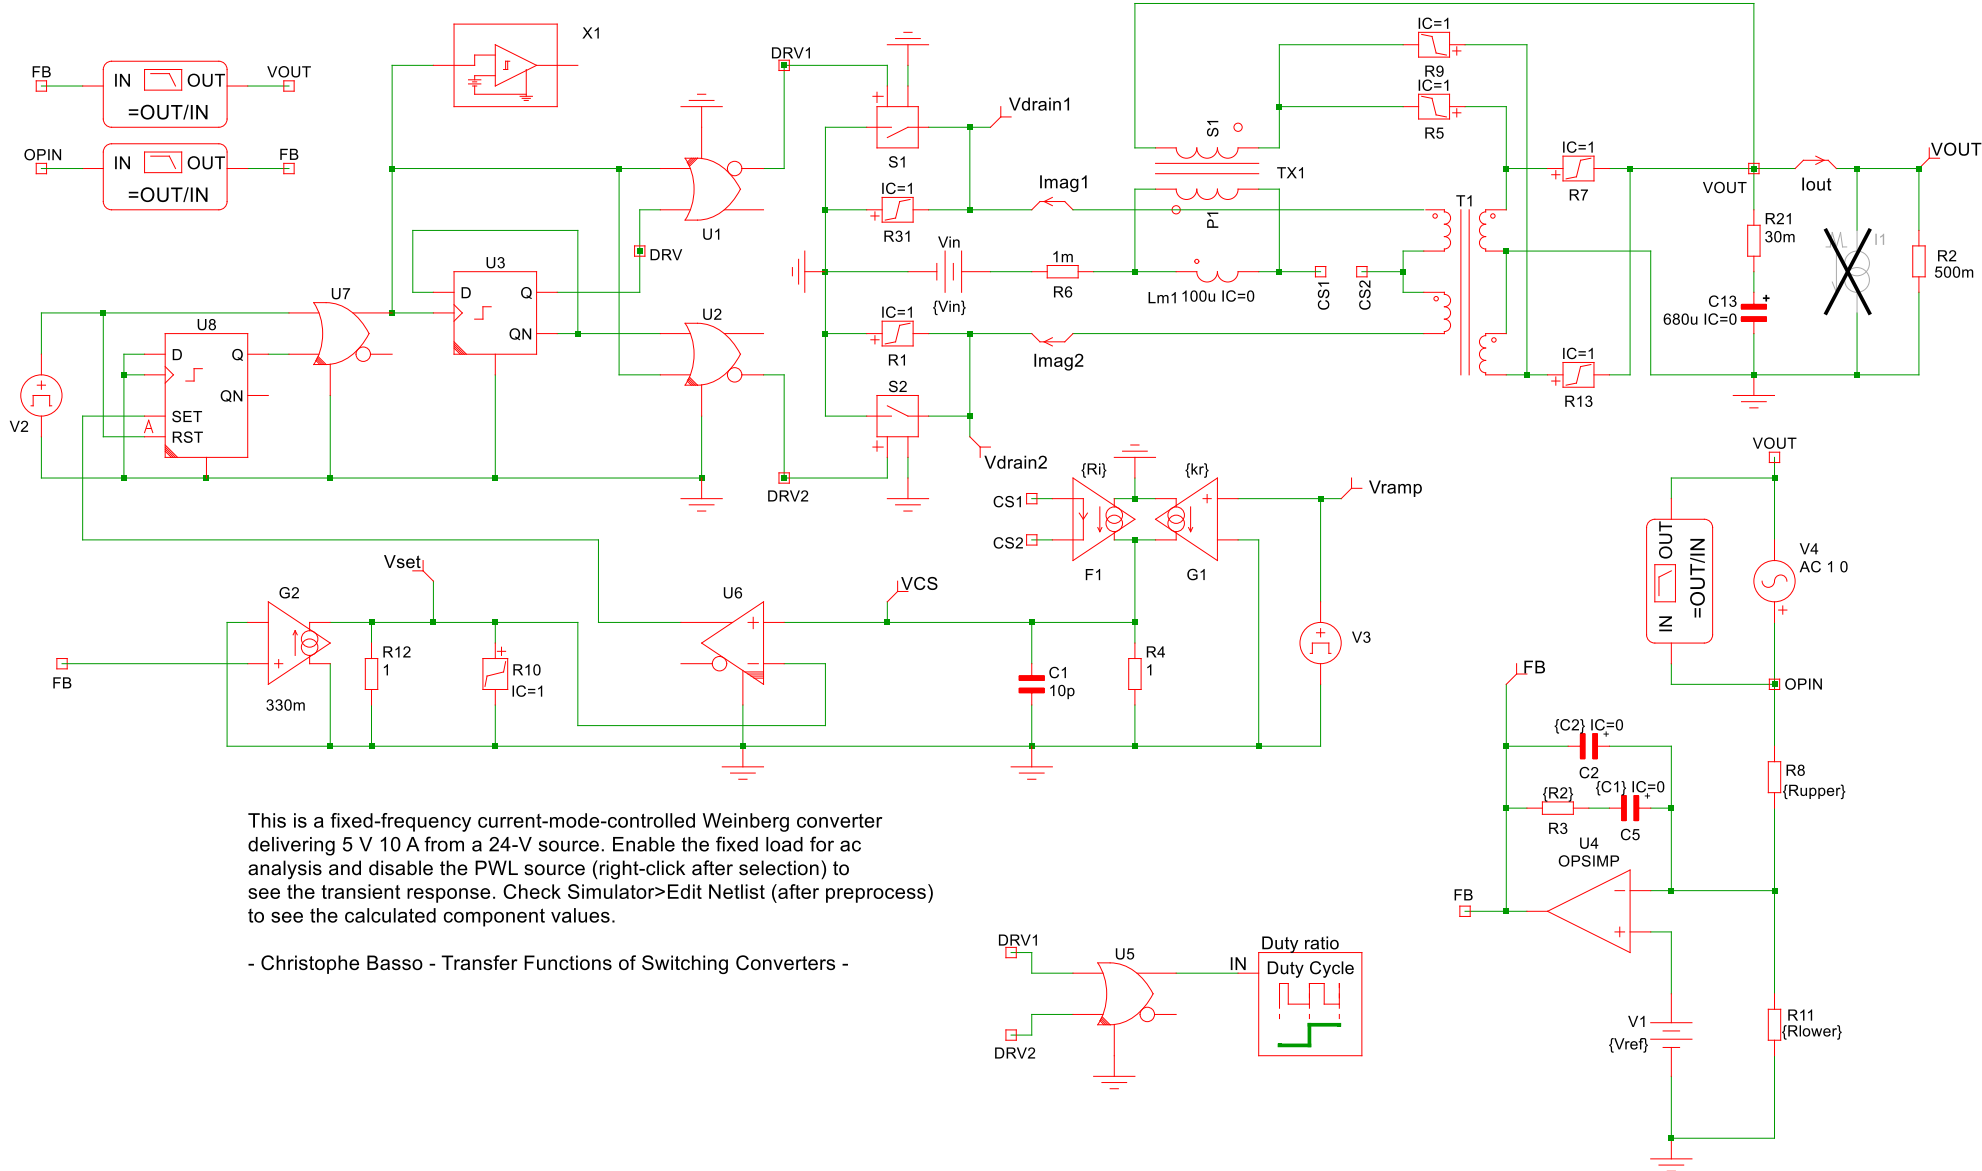 X1
FB
IN
OUT
VOUT
=OUT/IN
OPIN
IN
OUT
FB
=OUT/IN
DRV1
S1
Vdrain1
IC=1
R31
Imag1
S1
TX1
P1
IC=1
R9
IC=1
R5
IC=1
R7
VOUT
Iout
VOUT
T1
R21
30m
I1
R2
500m
C13
680u IC=0
IC=1
R13
U1
DRV
U3
D
Q
QN
U2
U7
U8
D
Q
QN
SET
RST
A
V2
Vin
{Vin}
1m
R6
Lm1
100u IC=0
CS1
CS2
IC=1
R1
Imag2
S2
Vdrain2
DRV2
{Ri}
{kr}
CS1
CS2
F1
G1
Vramp
V3
VOUT
IN
OUT
=OUT/IN
V4
AC 1 0
OPIN
Vset
G2
330m
FB
R12
1
R10
IC=1
U6
VCS
C1
10p
R4
1
FB
{C2} IC=0
C2
{R2}
R3
{C1} IC=0
C5
R8
{Rupper}
U4
OPSIMP
FB
V1
{Vref}
R11
{Rlower}
This is a fixed-frequency current-mode-controlled Weinberg converter
delivering 5 V 10 A from a 24-V source. Enable the fixed load for ac
analysis and disable the PWL source (right-click after selection) to
see the transient response. Check Simulator>Edit Netlist (after preprocess)
to see the calculated component values.
- Christophe Basso - Transfer Functions of Switching Converters -
DRV1
DRV2
U5
IN
Duty ratio
Duty Cycle